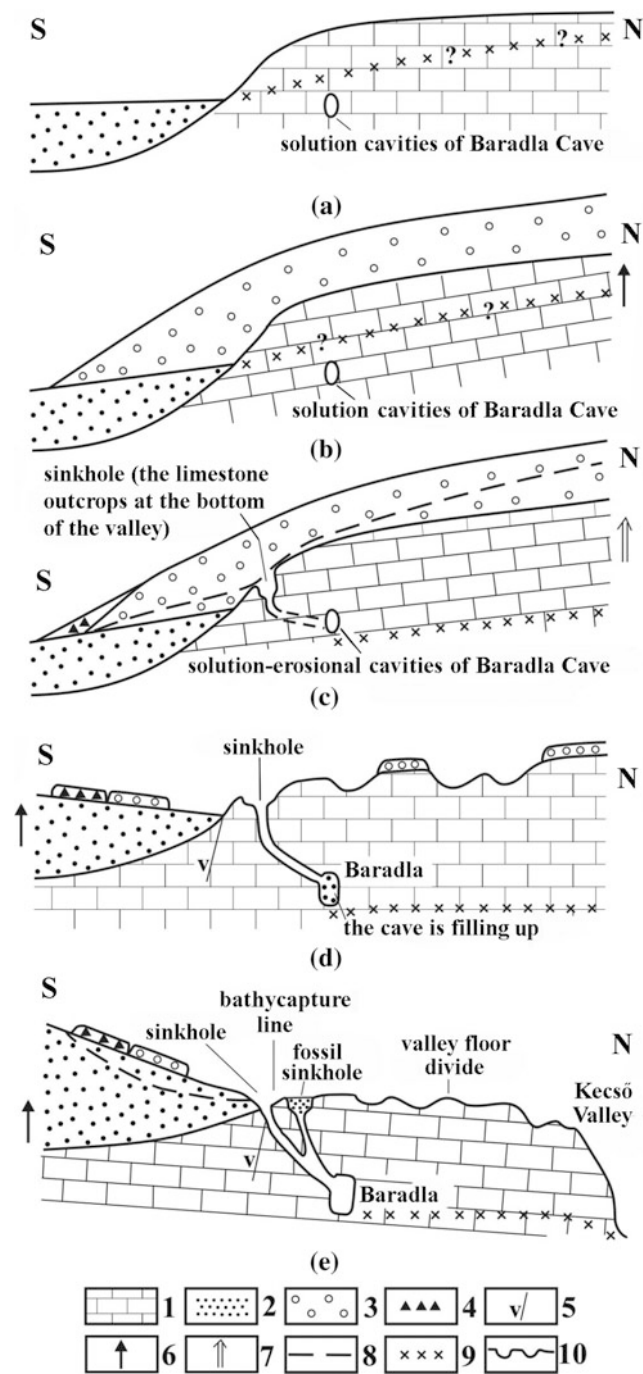 S N
? ?
solution cavities of Baradla Cave
(a)
S N
? ?
solution cavities of Baradla Cave
(b)
sinkhole (the limestone
outcrops at the bottom
of the valley)
N
S
solution-erosional cavities of Baradla Cave
(c)
S N
sinkhole
v
Baradla
the cave is filling up
(d)
S
bathycapture
line
N
sinkhole
fossil
sinkhole
valley floor
divide
Kecső
Valley
v
Baradla
(e)
1 2 3 4 v 5
6 7 8 9 10